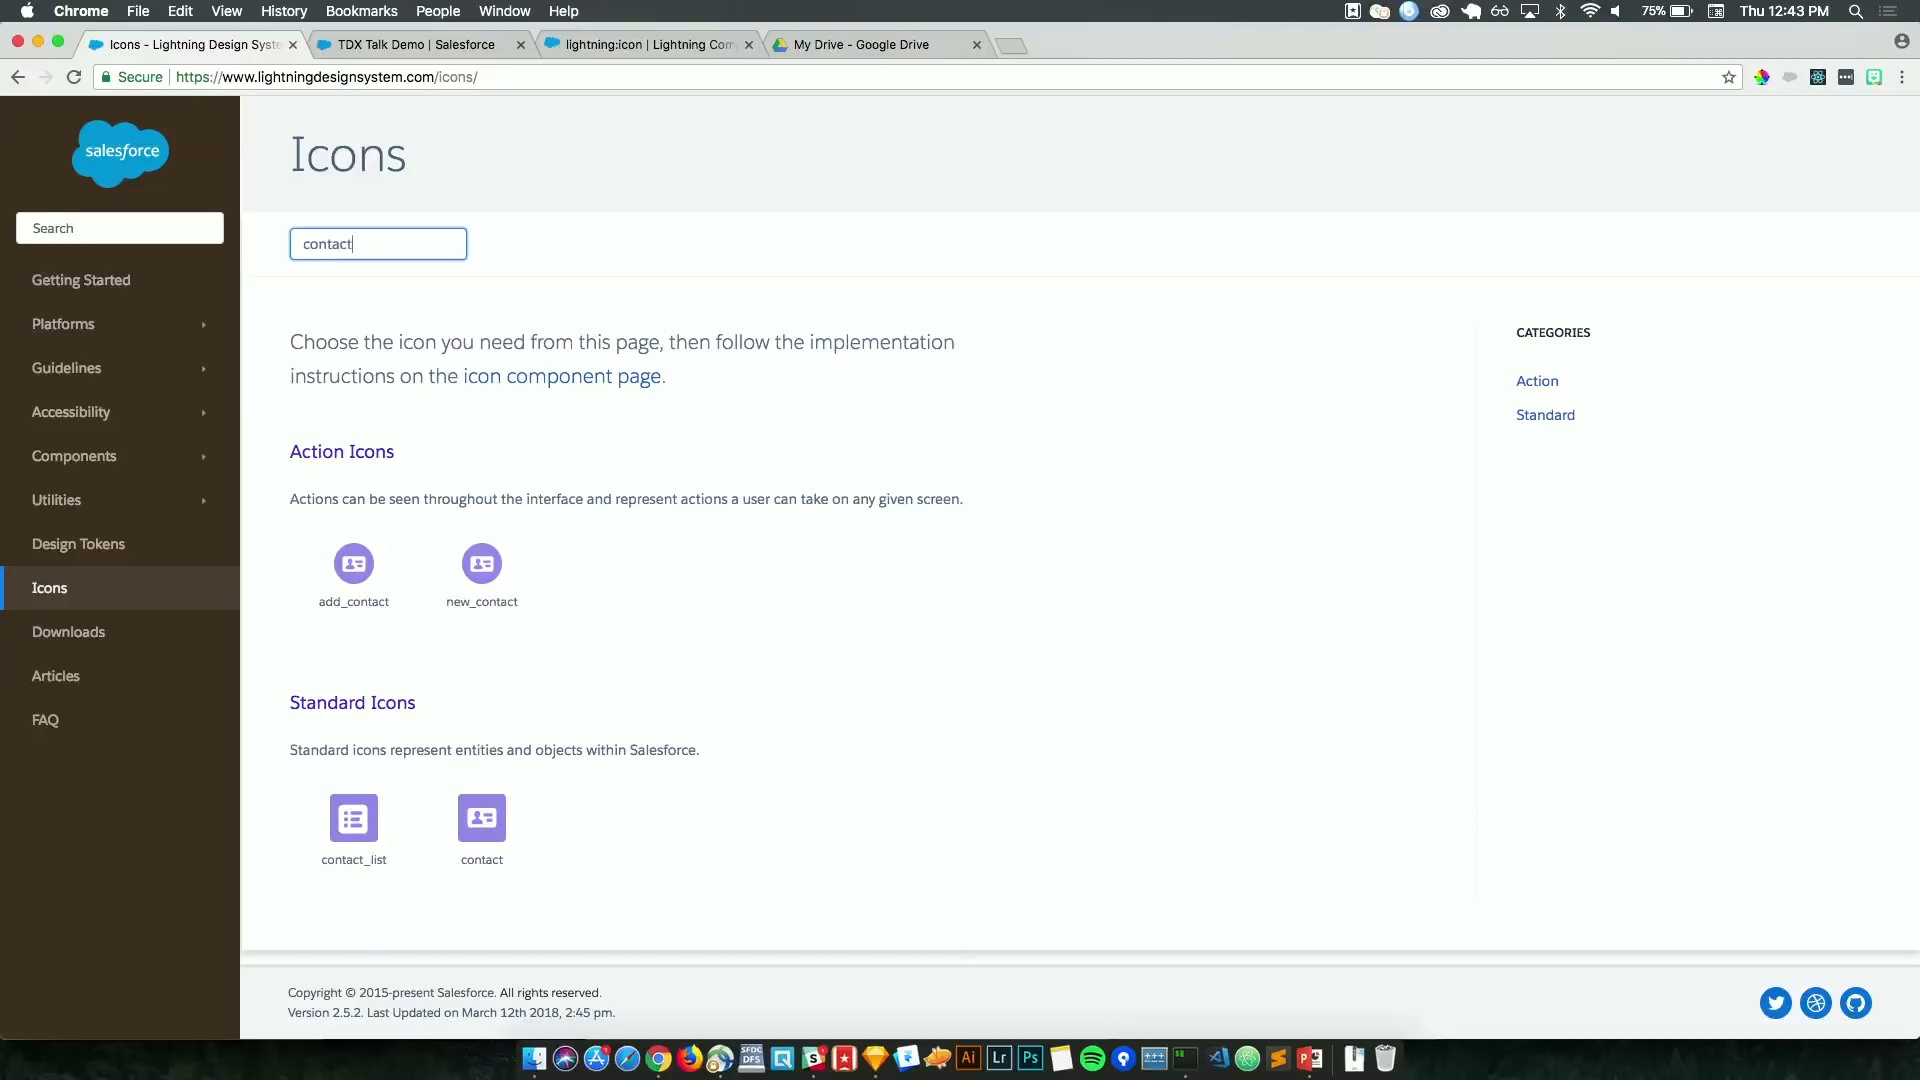 Chrome File Edit View History Bookmarks People Window Help
75% Thu 12:43 PM
Icons - Lightning Design Syste
TDX Talk Demo | Salesforce
lightning:icon | Lightning Com
My Drive - Google Drive
Secure https://www.lightningdesignsystem.com/icons/
salesforce
Search
Getting Started
Platforms
Guidelines
Accessibility
Components
Utilities
Design Tokens
Icons
Downloads
Articles
FAQ
Icons
contact
Choose the icon you need from this page, then follow the implementation
instructions on the icon component page.
Action Icons
Actions can be seen throughout the interface and represent actions a user can take on any given screen.
add_contact new_contact
Standard Icons
Standard icons represent entities and objects within Salesforce.
contact_list contact
CATEGORIES
Action
Standard
Copyright © 2015-present Salesforce. All rights reserved.
Version 2.5.2. Last Updated on March 12th 2018, 2:45 pm.
SFDC
DFS
Ai Lr Ps